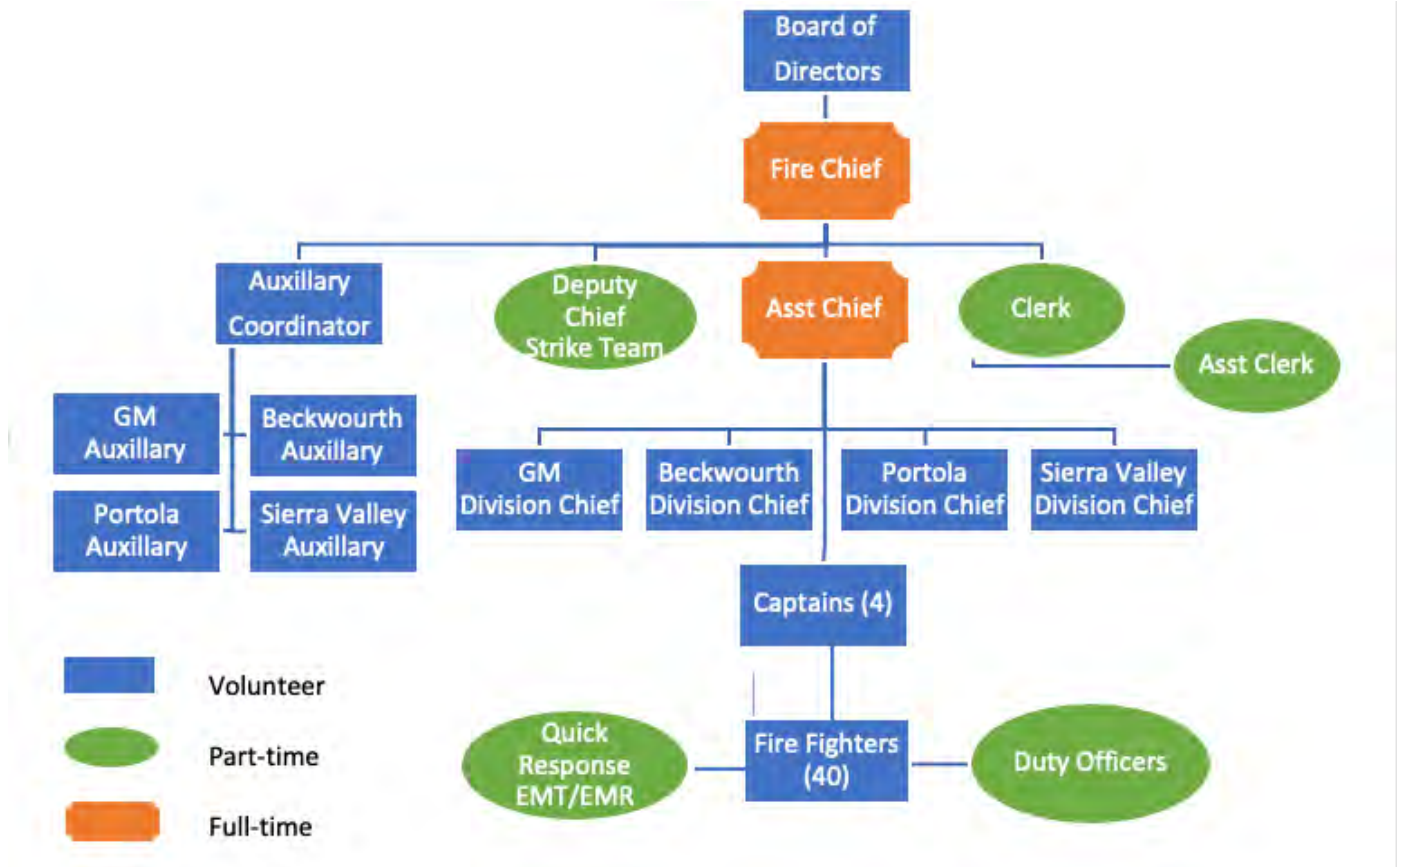 Board of
Directors
Fire Chief
Auxillary
Coordinator
Deputy
Chief
Strike Team
Asst Chief
Clerk
Asst Clerk
GM
Auxillary
Beckwourth
Auxillary
Portola
Auxillary
Sierra Valley
Auxillary
GM
Division Chief
Beckwourth
Division Chief
Portola
Division Chief
Sierra Valley
Division Chief
Captains (4)
Quick
Response
EMT/EMR
Fire Fighters
(40)
Duty Officers
Volunteer
Part-time
Full-time